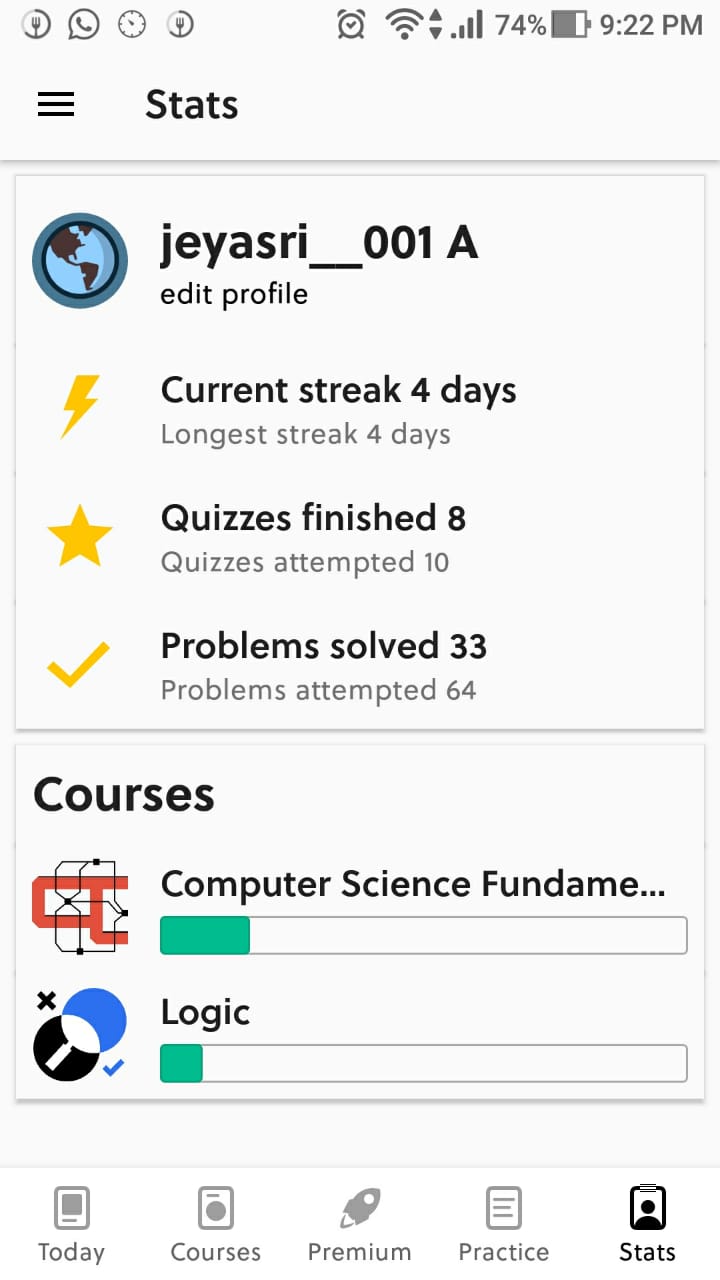 74% 9:22 PM
Stats
jeyasri__001 A
edit profile
Current streak 4 days
Longest streak 4 days
Quizzes finished 8
Quizzes attempted 10
Problems solved 33
Problems attempted 64
Courses
Computer Science Fundame...
Logic
Today Courses Premium Practice Stats